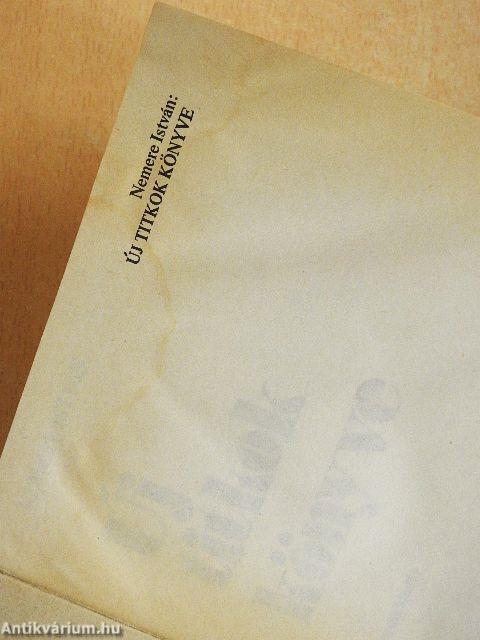 Nemere István:
ÚJ TITKOK KÖNYVE
Antikvárium.hu